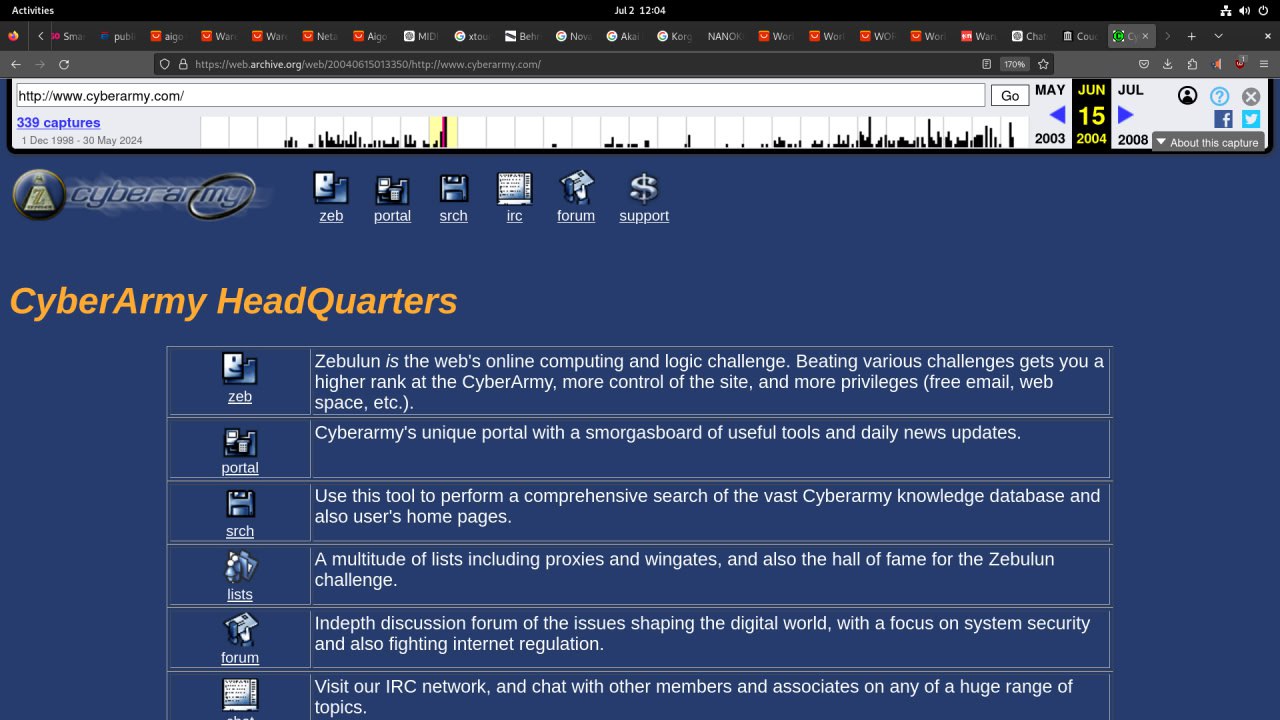 Activities
Jul 2 12:04
publi
aigo
Ware
Ware
Neta
Aigo
MIDI
xtou
Behr
Nova
Akai
Korg
NANOK
Worl
Worl
WOR
Worl
Ware
Chat
Couc
Cy
https://web.archive.org/web/20040615013350/http://www.cyberarmy.com/
170%
http://www.cyberarmy.com/
Go
MAY JUN JUL
339 captures
15
1 Dec 1998 - 30 May 2024
2003 2004 2008
About this capture
cyberarmy
zeb portal srch irc forum support
CyberArmy HeadQuarters
Zebulun is the web's online computing and logic challenge. Beating various challenges gets you a
higher rank at the CyberArmy, more control of the site, and more privileges (free email, web
zeb
space, etc.).
Cyberarmy's unique portal with a smorgasboard of useful tools and daily news updates.
portal
Use this tool to perform a comprehensive search of the vast Cyberarmy knowledge database and
also user's home pages.
srch
A multitude of lists including proxies and wingates, and also the hall of fame for the Zebulun
challenge.
lists
Indepth discussion forum of the issues shaping the digital world, with a focus on system security
and also fighting internet regulation.
forum
Visit our IRC network, and chat with other members and associates on any of a huge range of
topics.